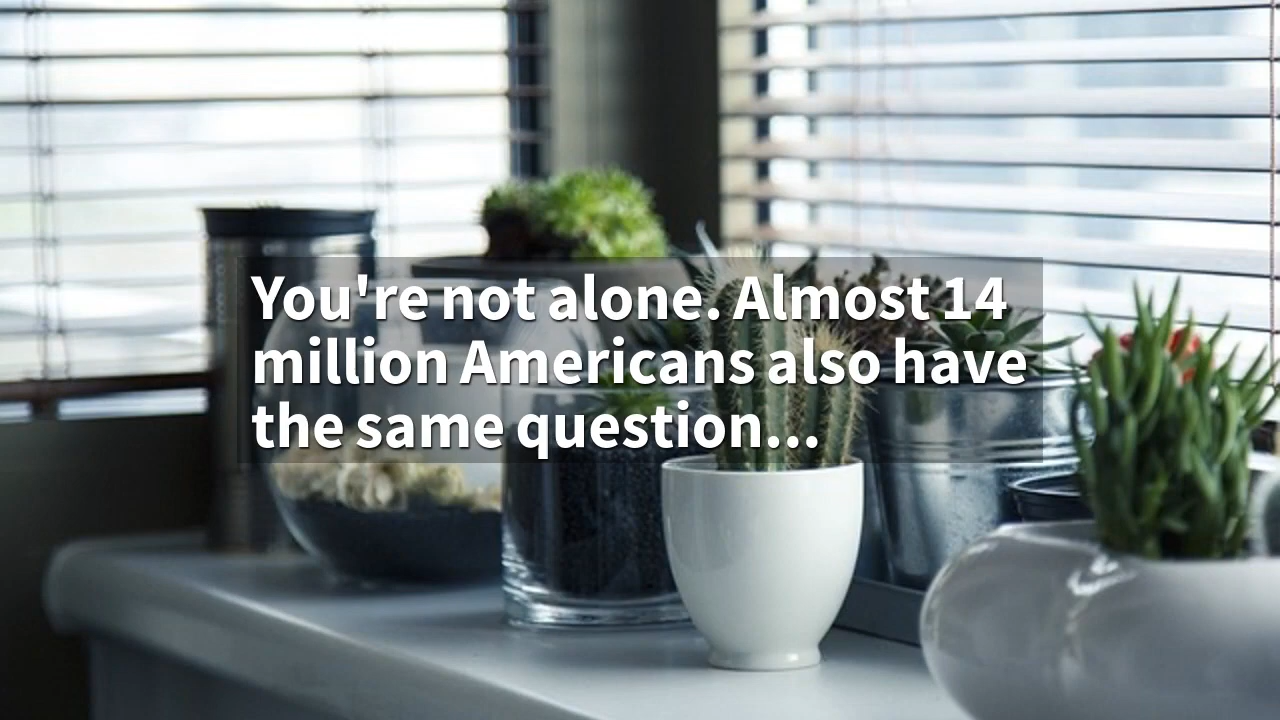 You're not alone. Almost 14
million Americans also have
the same question...